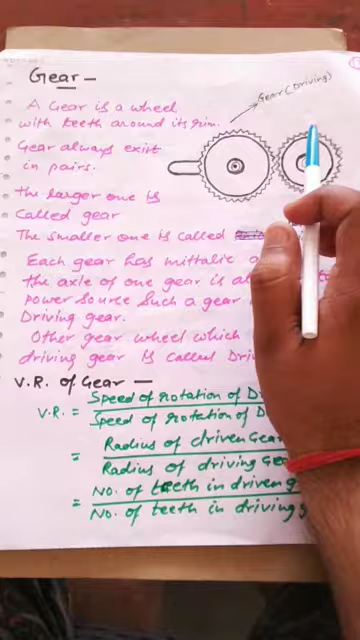 Gear —
Gear (Driving)
A Gear is a wheel
with teeth around its rim.
Gear always exist
in pairs.
The larger one is
called gear
The smaller one is called
Each gear has mittalic a
the axle of one gear is
power source such a gear
Driving gear.
Other gear wheel which
driving gear is called Driv
V.R. of Gear —
V.R. = Speed of rotation of D
Speed of rotation of D
= Radius of driven Gear
Radius of driving Ge
= No. of teeth in driven g
No. of teeth in driving g